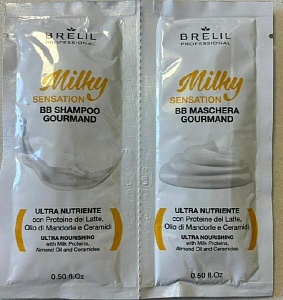 BRELIL
PROFESSIONAL
Milky
SENSATION
BB SHAMPOO
GOURMAND
ULTRA NUTRIENTE
con Proteine del Latte,
Olio di Mandorle e Ceramidi
ULTRA NOURISHING
with Milk Proteins,
Almond Oil and Ceramides
0.50 fl.Oz
BRELIL
PROFESSIONAL
Milky
SENSATION
BB MASCHERA
GOURMAND
ULTRA NUTRIENTE
con Proteine del Latte,
Olio di Mandorle e Ceramidi
ULTRA NOURISHING
with Milk Proteins,
Almond Oil and Ceramides
0.50 fl.Oz